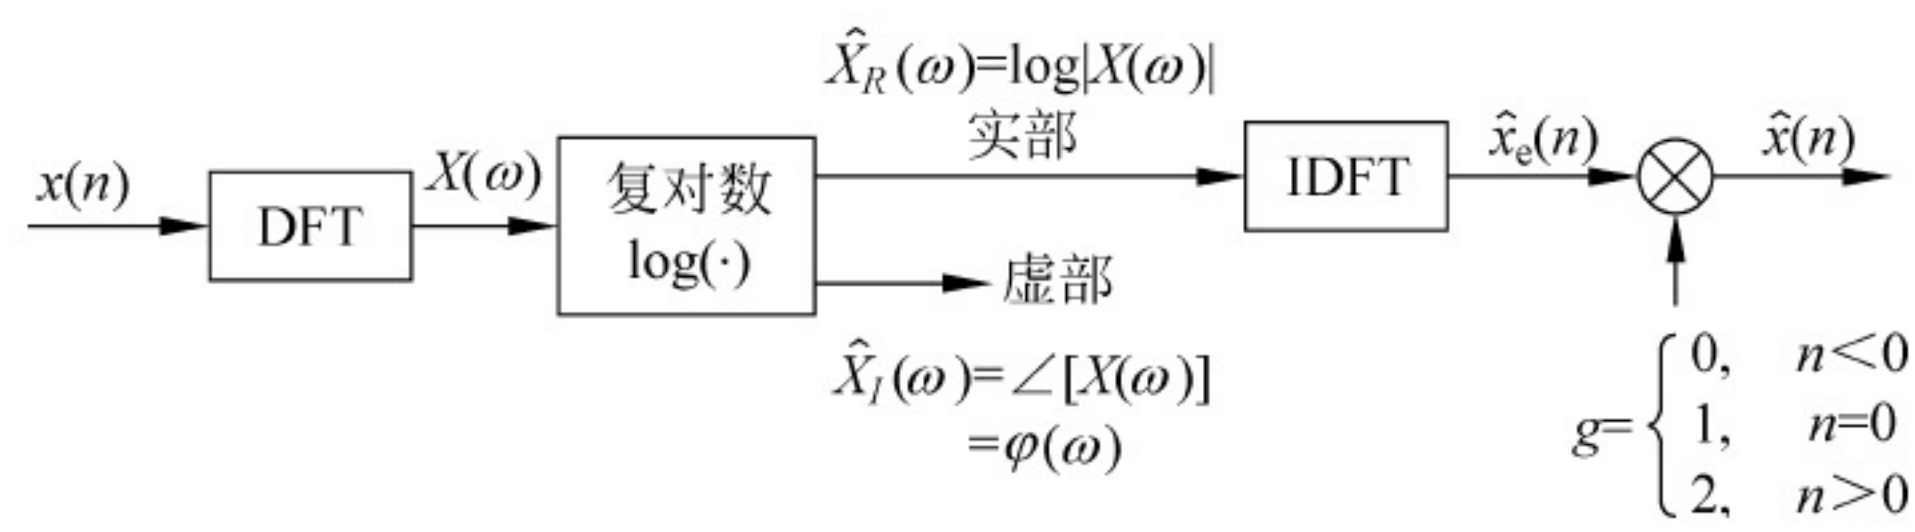 x(n)
DFT
X(ω)
复对数
log(·)
X̂_R(ω)=log|X(ω)|
实部
虚部
X̂_I(ω)=∠[X(ω)]
=φ(ω)
IDFT
x̂_e(n)
x̂(n)
g={0, n<0
1, n=0
2, n>0